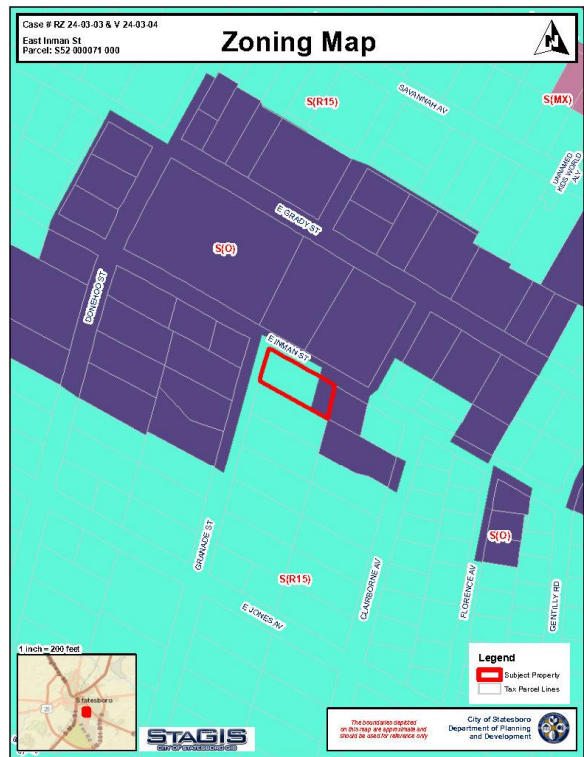 Case # RZ 24-03-03 & V 24-03-04
East Inman St
Parcel: S52 000071 000
Zoning Map
N
SAVANNAH AV
S(R15)
S(MX)
UNNAMED
KIDS WORLD
ALY
E GRADY ST
S(O)
DONEHOO ST
E INMAN ST
GRANADE ST
S(O)
CLAIRBORNE AV
FLORENCE AV
GENTILLY RD
S(R15)
E JONES AV
1 inch = 200 feet
Statesboro
Legend
Subject Property
Tax Parcel Lines
STAGIS
CITY OF STATESBORO GIS
The boundaries depicted
on this map are approximate and
should be used for reference only
City of Statesboro
Department of Planning
and Development